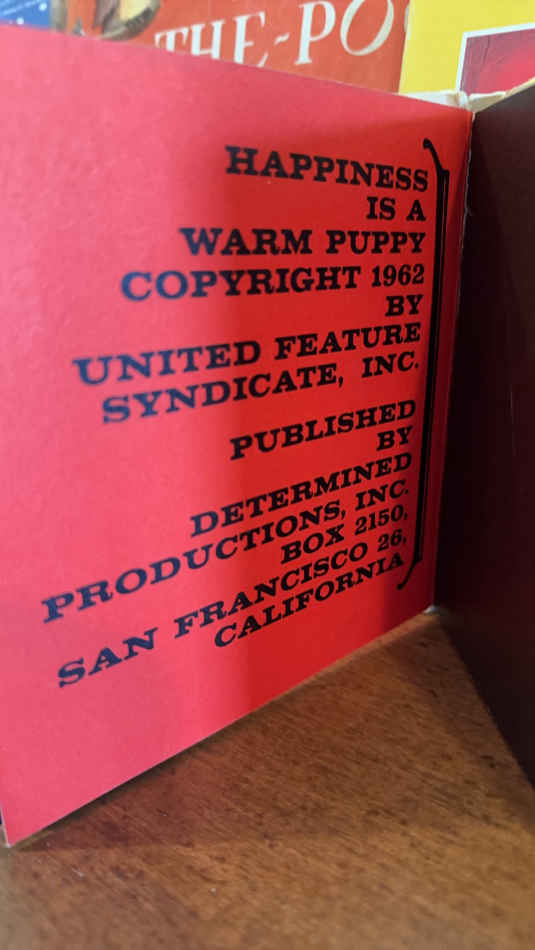 THE-PO
HAPPINESS
IS A
WARM PUPPY
COPYRIGHT 1962
BY
UNITED FEATURE
SYNDICATE, INC.
PUBLISHED
BY
DETERMINED
PRODUCTIONS, INC.
BOX 2150,
SAN FRANCISCO 26,
CALIFORNIA